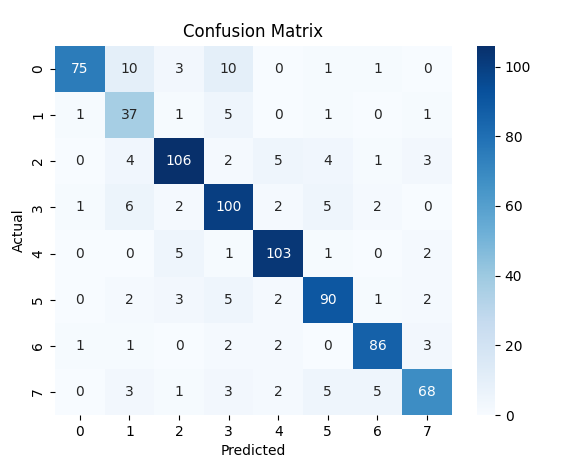 Confusion Matrix
Actual
0 75 10 3 10 0 1 1 0
1 1 37 1 5 0 1 0 1
2 0 4 106 2 5 4 1 3
3 1 6 2 100 2 5 2 0
4 0 0 5 1 103 1 0 2
5 0 2 3 5 2 90 1 2
6 1 1 0 2 2 0 86 3
7 0 3 1 3 2 5 5 68
0 1 2 3 4 5 6 7
Predicted
100
80
60
40
20
0